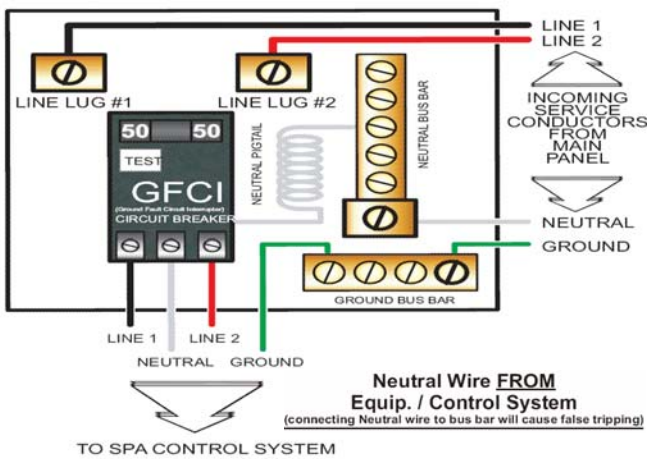 LINE 1
LINE 2
LINE LUG #1
LINE LUG #2
INCOMING
SERVICE
CONDUCTORS
FROM
MAIN
PANEL
NEUTRAL PIGTAIL
NEUTRAL BUS BAR
50 50
TEST
GFCI
(Ground Fault Circuit Interrupter)
CIRCUIT BREAKER
NEUTRAL
GROUND
GROUND BUS BAR
LINE 1 LINE 2
NEUTRAL GROUND
Neutral Wire FROM
Equip. / Control System
(connecting Neutral wire to bus bar will cause false tripping)
TO SPA CONTROL SYSTEM